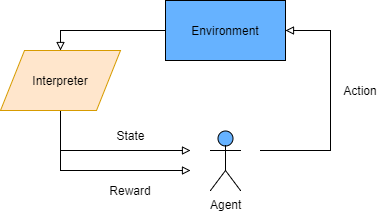 Environment
Interpreter
Action
State
Reward
Agent